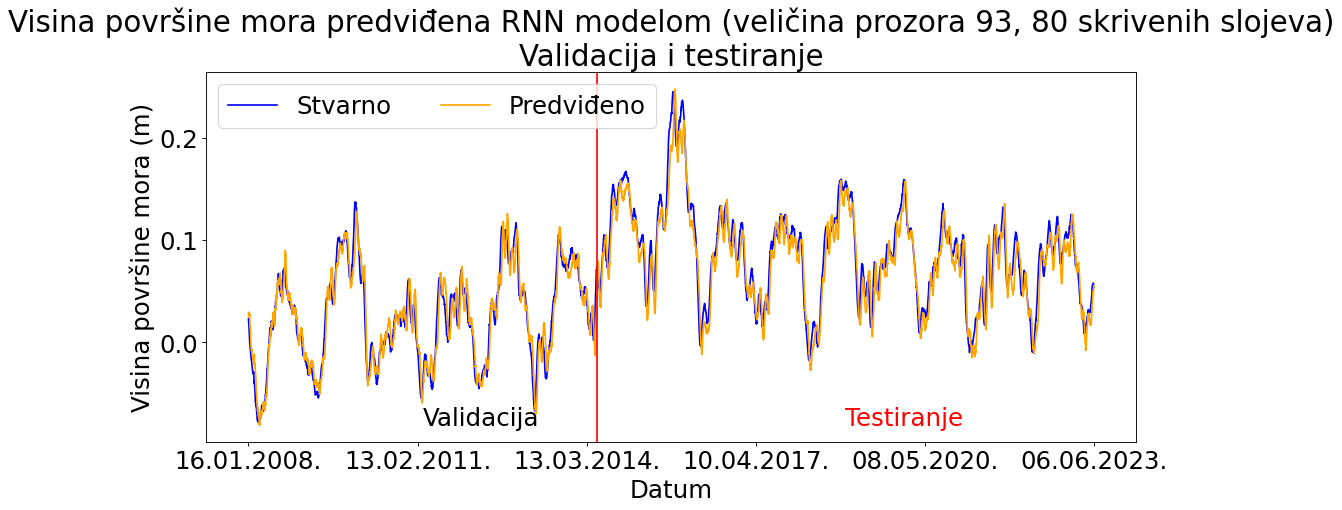 Visina površine mora predviđena RNN modelom (veličina prozora 93, 80 skrivenih slojeva)
Validacija i testiranje
Stvarno
Predviđeno
Visina površine mora (m)
0.2
0.1
0.0
Validacija
Testiranje
16.01.2008.
13.02.2011.
13.03.2014.
10.04.2017.
08.05.2020.
06.06.2023.
Datum